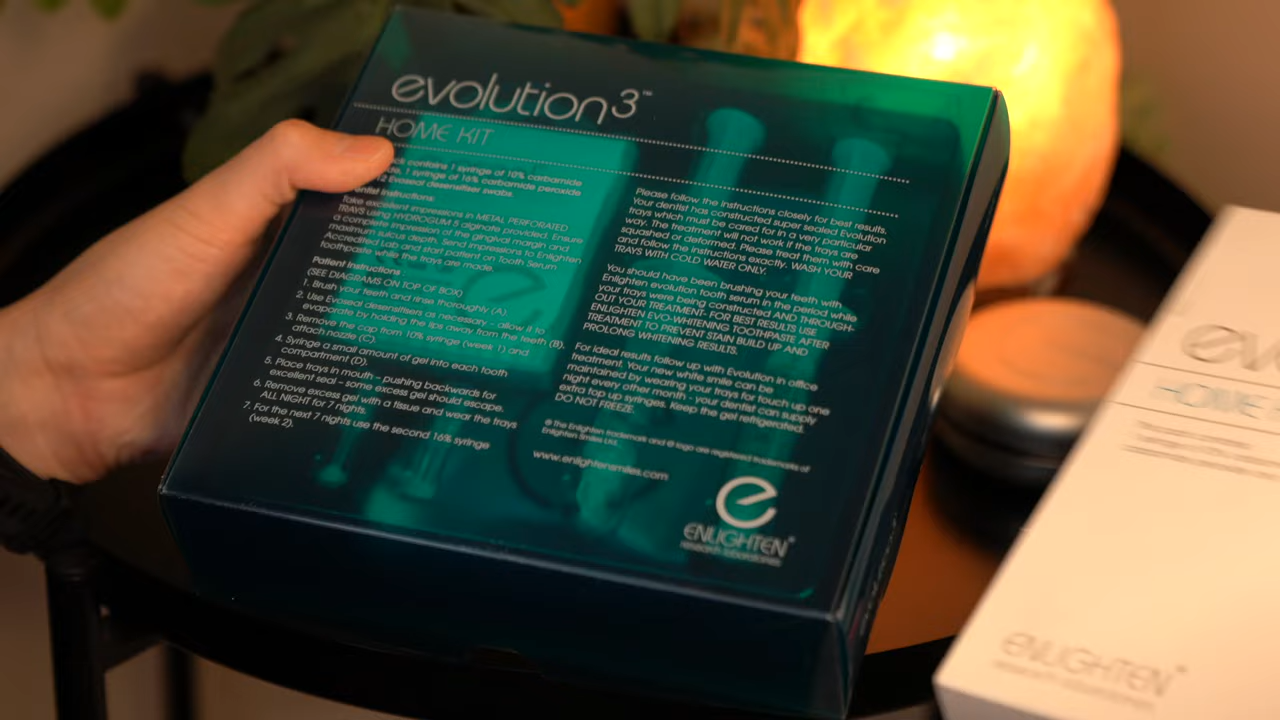 evolution3™
HOME KIT
contains 1 syringe of 10% carbamide
1 syringe of 16% carbamide peroxide
12 Evoseal desensitiser swabs.
Instructions:
Take excellent impressions in METAL PERFORATED
TRAYS using HYDROGUM 5 alginate provided. Ensure
a complete impression of the gingival margin and
maximum sulcus depth. Send impressions to Enlighten
Accredited Lab and start patient on Tooth Serum
toothpaste while the trays are made.
Patient Instructions
(SEE DIAGRAMS ON TOP OF BOX)
1. Brush your teeth and rinse thoroughly (A).
2. Use Evoseal desensitisers as necessary - allow it to
evaporate by holding the lips away from the teeth (B).
3. Remove the cap from 10% syringe (week 1) and
attach nozzle (C).
4. Syringe a small amount of gel into each tooth
compartment (D).
5. Place trays in mouth – pushing backwards for
excellent seal – some excess gel should escape.
6. Remove excess gel with a tissue and wear the trays
ALL NIGHT for 7 nights.
7. For the next 7 nights use the second 16% syringe
(week 2).
Please follow the instructions closely for best results.
Your dentist has constructed super sealed Evolution
trays which must be cared for in a very particular
way. The treatment will not work if the trays are
squashed or deformed. Please treat them with care
and follow the instructions exactly. WASH YOUR
TRAYS WITH COLD WATER ONLY.
You should have been brushing your teeth with
Enlighten evolution tooth serum in the period while
your trays were being constructed AND THROUGH-
OUT YOUR TREATMENT- FOR BEST RESULTS USE
ENLIGHTEN EVO-WHITENING TOOTHPASTE AFTER
TREATMENT TO PREVENT STAIN BUILD UP AND
PROLONG WHITENING RESULTS.
For ideal results follow up with Evolution in office
treatment. Your new white smile can be
maintained by wearing your trays for touch up one
night every other month - your dentist can supply
extra top up syringes. Keep the gel refrigerated.
DO NOT FREEZE.
® The Enlighten trademark and e logo are registered trademarks of
Enlighten Smiles Ltd.
www.enlightensmiles.com
e
ENLIGHTEN®
research laboratories
HOME
ENLIGHTEN